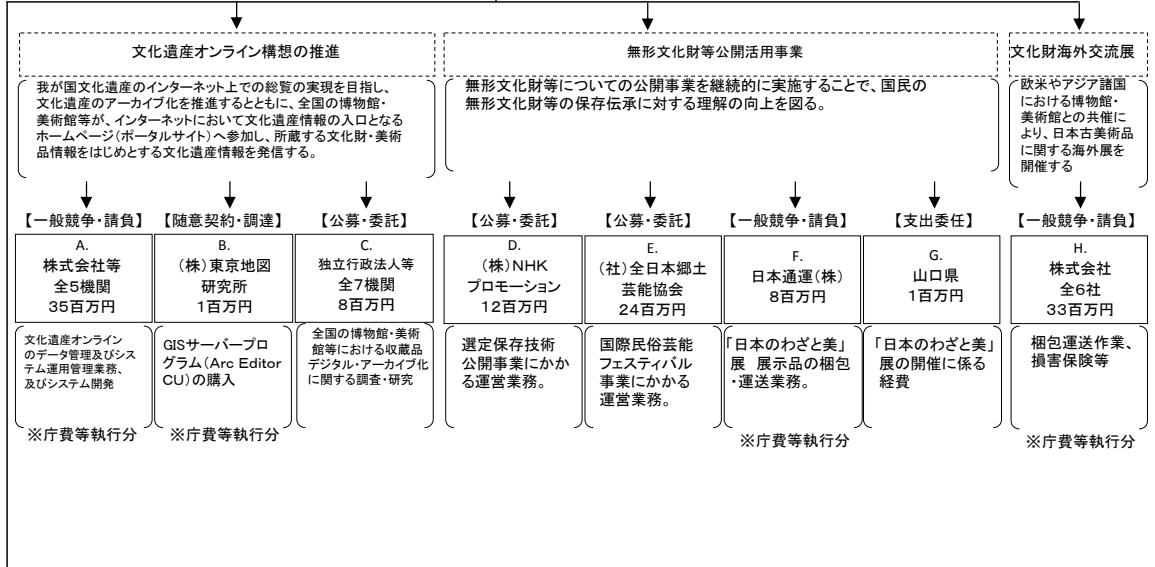 文化遺産オンライン構想の推進
我が国文化遺産のインターネット上での総覧の実現を目指し、
文化遺産のアーカイブ化を推進するとともに、全国の博物館・
美術館等が、インターネットにおいて文化遺産情報の入口となる
ホームページ(ポータルサイト)へ参加し、所蔵する文化財・美術
品情報をはじめとする文化遺産情報を発信する。
無形文化財等公開活用事業
無形文化財等についての公開事業を継続的に実施することで、国民の
無形文化財等の保存伝承に対する理解の向上を図る。
文化財海外交流展
欧米やアジア諸国
における博物館・
美術館との共催に
より、日本古美術品
に関する海外展を
開催する
【一般競争・請負】
A.
株式会社等
全5機関
35百万円
文化遺産オンライン
のデータ管理及びシス
テム運用管理業務、
及びシステム開発
※庁費等執行分
【随意契約・調達】
B.
(株)東京地図
研究所
1百万円
GISサーバープロ
グラム(Arc Editor
CU)の購入
※庁費等執行分
【公募・委託】
C.
独立行政法人等
全7機関
8百万円
全国の博物館・美術
館等における収蔵品
デジタル・アーカイブ化
に関する調査・研究
【公募・委託】
D.
(株)NHK
プロモーション
12百万円
選定保存技術
公開事業にかか
る運営業務。
【公募・委託】
E.
(社)全日本郷土
芸能協会
24百万円
国際民俗芸能
フェスティバル
事業にかかる
運営業務。
【一般競争・請負】
F.
日本通運(株)
8百万円
「日本のわざと美」
展 展示品の梱包
・運送業務。
※庁費等執行分
【支出委任】
G.
山口県
1百万円
「日本のわざと美」
展の開催に係る
経費
【一般競争・請負】
H.
株式会社
全6社
33百万円
梱包運送作業、
損害保険等
※庁費等執行分